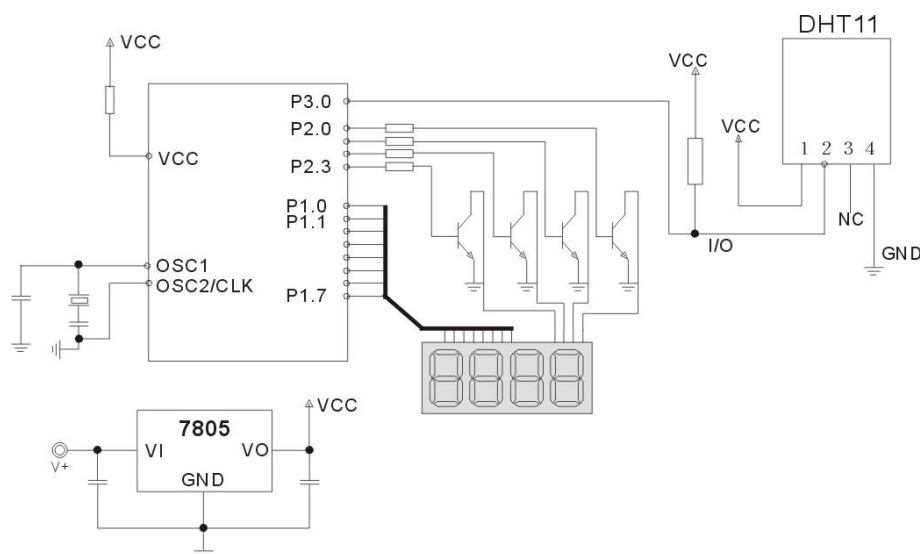 DHT11
VCC
VCC
VCC
VCC
P3.0
P2.0
P2.3
P1.0
P1.1
P1.7
OSC1
OSC2/CLK
1 2 3 4
NC
I/O
GND
7805
VI VO
GND
V+
VCC